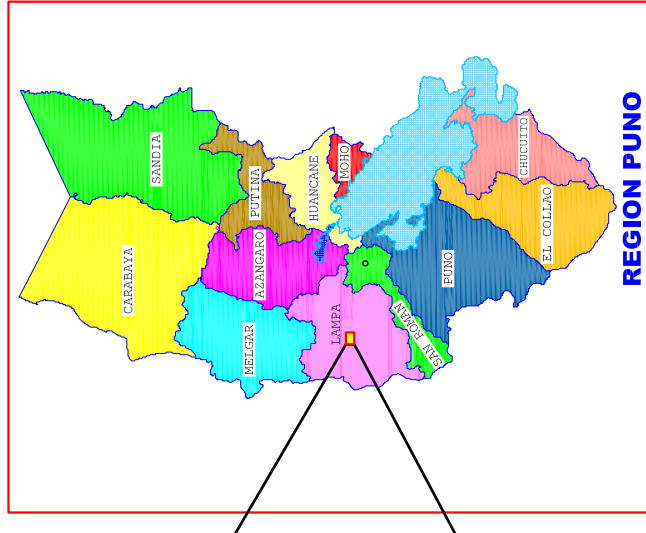 SANDIA
PUTINA
HUANCANE
MOHO
CHUCUITO
EL COLLAO
CARABAYA
AZANGARO
PUNO
MELGAR
LAMPA
SAN ROMAN
REGION PUNO